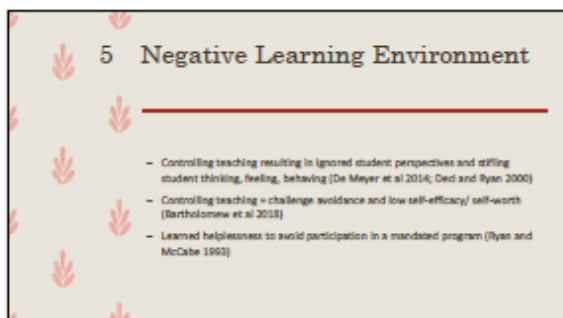 5 Negative Learning Environment
– Controlling teaching resulting in ignored student perspectives and stifling
student thinking, feeling, behaving (De Meyer et al 2014; Deci and Ryan 2000)
– Controlling teaching = challenge avoidance and low self-efficacy/ self-worth
(Bartholomew et al 2018)
– Learned helplessness to avoid participation in a mandated program (Ryan and
McCabe 1993)